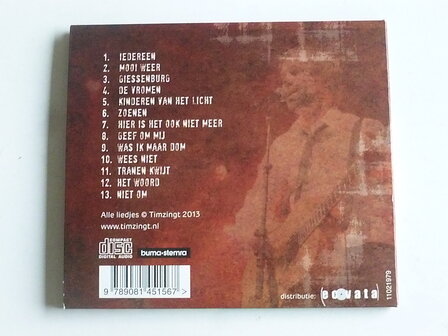 1. IEDEREEN
2. MOOI WEER
3. GIESSENBURG
4. DE VROMEN
5. KINDEREN VAN HET LICHT
6. ZOENEN
7. HIER IS HET OOK NIET MEER
8. GEEF OM MIJ
9. WAS IK MAAR DOM
10. WEES NIET
11. TRANEN KWIJT
12. HET WOORD
13. NIET OM
Alle liedjes © Timzingt 2013
www.timzingt.nl
COMPACT
disc
DIGITAL AUDIO
buma•stemra
9 789081 451567 >
distributie:
11021979